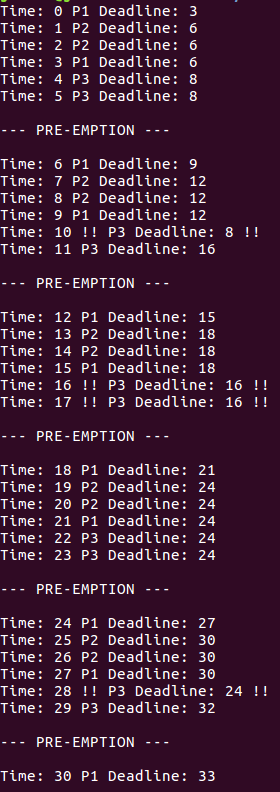 Time: 0 P1 Deadline: 3
Time: 1 P2 Deadline: 6
Time: 2 P2 Deadline: 6
Time: 3 P1 Deadline: 6
Time: 4 P3 Deadline: 8
Time: 5 P3 Deadline: 8
--- PRE-EMPTION ---
Time: 6 P1 Deadline: 9
Time: 7 P2 Deadline: 12
Time: 8 P2 Deadline: 12
Time: 9 P1 Deadline: 12
Time: 10 !! P3 Deadline: 8 !!
Time: 11 P3 Deadline: 16
--- PRE-EMPTION ---
Time: 12 P1 Deadline: 15
Time: 13 P2 Deadline: 18
Time: 14 P2 Deadline: 18
Time: 15 P1 Deadline: 18
Time: 16 !! P3 Deadline: 16 !!
Time: 17 !! P3 Deadline: 16 !!
--- PRE-EMPTION ---
Time: 18 P1 Deadline: 21
Time: 19 P2 Deadline: 24
Time: 20 P2 Deadline: 24
Time: 21 P1 Deadline: 24
Time: 22 P3 Deadline: 24
Time: 23 P3 Deadline: 24
--- PRE-EMPTION ---
Time: 24 P1 Deadline: 27
Time: 25 P2 Deadline: 30
Time: 26 P2 Deadline: 30
Time: 27 P1 Deadline: 30
Time: 28 !! P3 Deadline: 24 !!
Time: 29 P3 Deadline: 32
--- PRE-EMPTION ---
Time: 30 P1 Deadline: 33